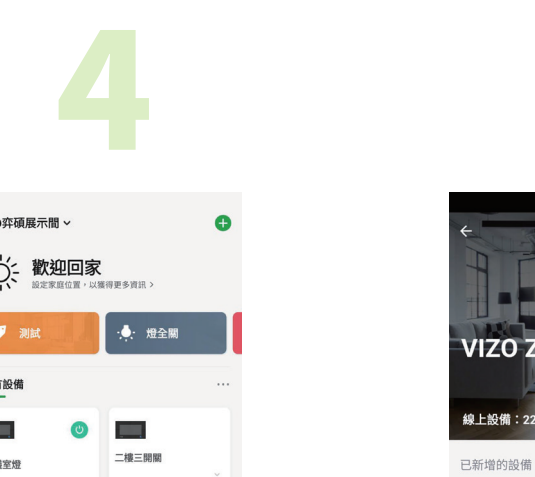 4
弈碩展示間
歡迎回家
設定家庭位置，以獲得更多資訊 >
測試
燈全關
設備
室燈
二樓三開關
VIZO Z
線上設備：22
已新增的設備